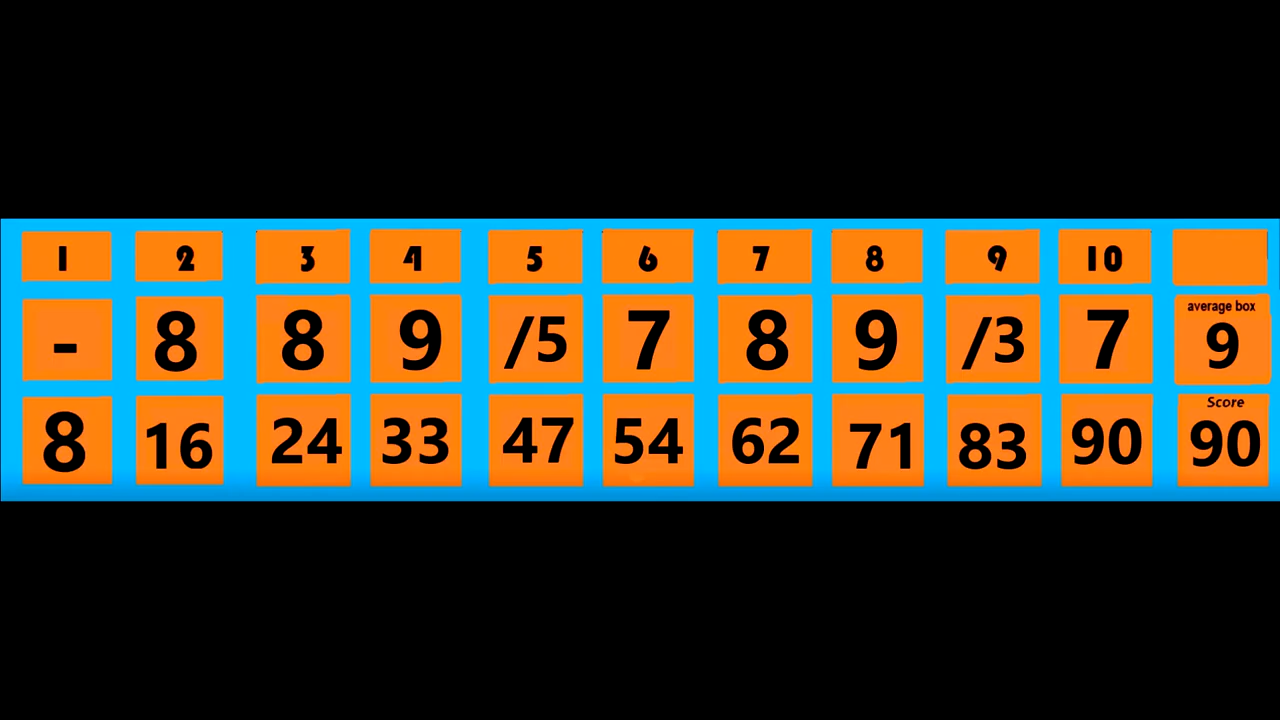 1 2 3 4 5 6 7 8 9 10
average box
- 8 8 9 /5 7 8 9 /3 7 9
Score
8 16 24 33 47 54 62 71 83 90 90